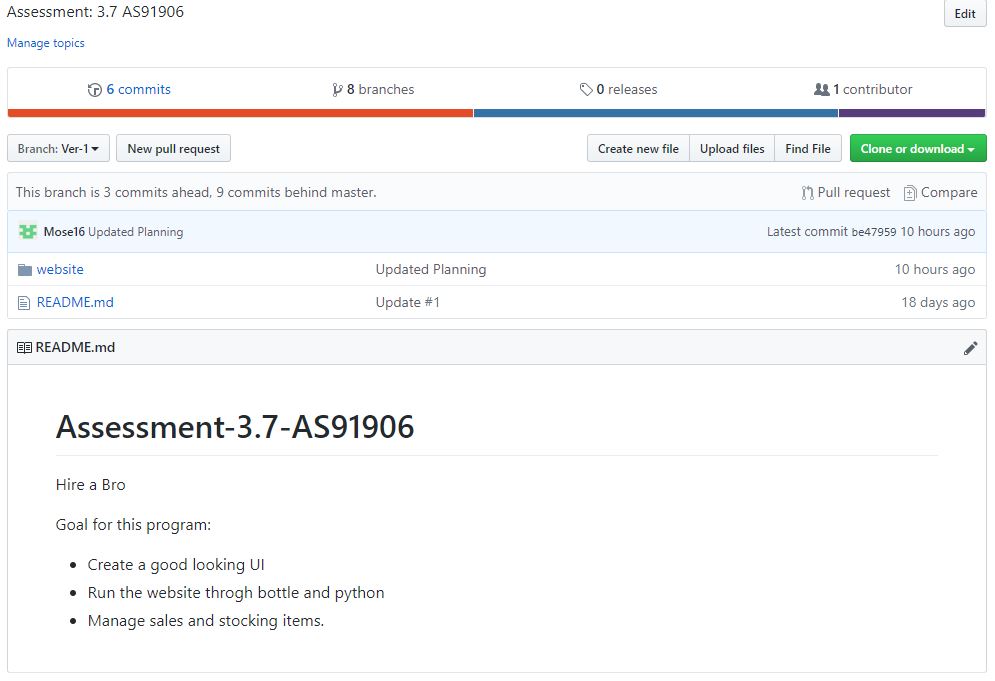 Assessment: 3.7 AS91906 Edit
Manage topics
6 commits 8 branches 0 releases 1 contributor
Branch: Ver-1 New pull request Create new file Upload files Find File Clone or download
This branch is 3 commits ahead, 9 commits behind master. Pull request Compare
Mose16 Updated Planning Latest commit be47959 10 hours ago
website Updated Planning 10 hours ago
README.md Update #1 18 days ago
README.md
Assessment-3.7-AS91906
Hire a Bro
Goal for this program:
• Create a good looking UI
• Run the website throgh bottle and python
• Manage sales and stocking items.